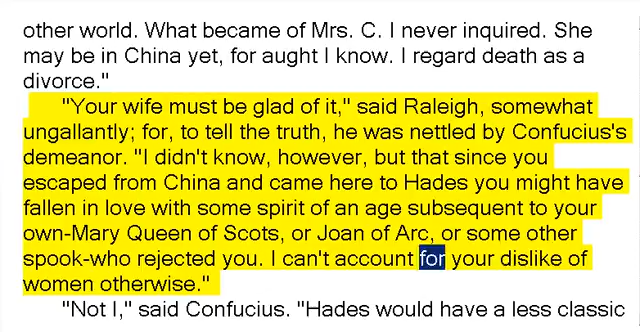 other world. What became of Mrs. C. I never inquired. She
may be in China yet, for aught I know. I regard death as a
divorce."
"Your wife must be glad of it," said Raleigh, somewhat
ungallantly; for, to tell the truth, he was nettled by Confucius's
demeanor. "I didn't know, however, but that since you
escaped from China and came here to Hades you might have
fallen in love with some spirit of an age subsequent to your
own-Mary Queen of Scots, or Joan of Arc, or some other
spook-who rejected you. I can't account for your dislike of
women otherwise."
"Not I," said Confucius. "Hades would have a less classic